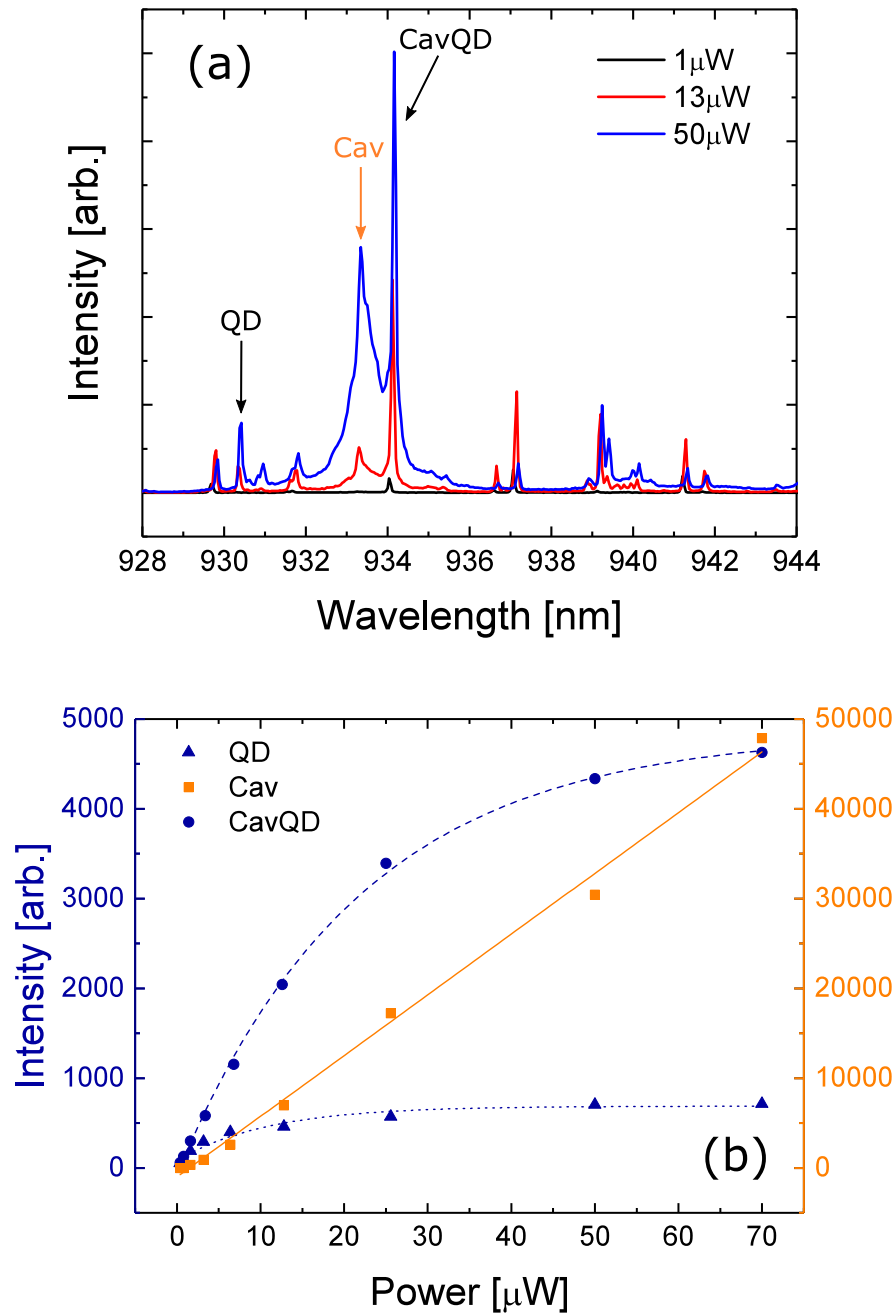 (a)
CavQD
1μW
13μW
50μW
Cav
QD
Intensity [arb.]
928 930 932 934 936 938 940 942 944
Wavelength [nm]
5000 50000
4000 40000
3000 30000
2000 20000
1000 10000
0 0
QD
Cav
CavQD
Intensity [arb.]
(b)
0 10 20 30 40 50 60 70
Power [μW]